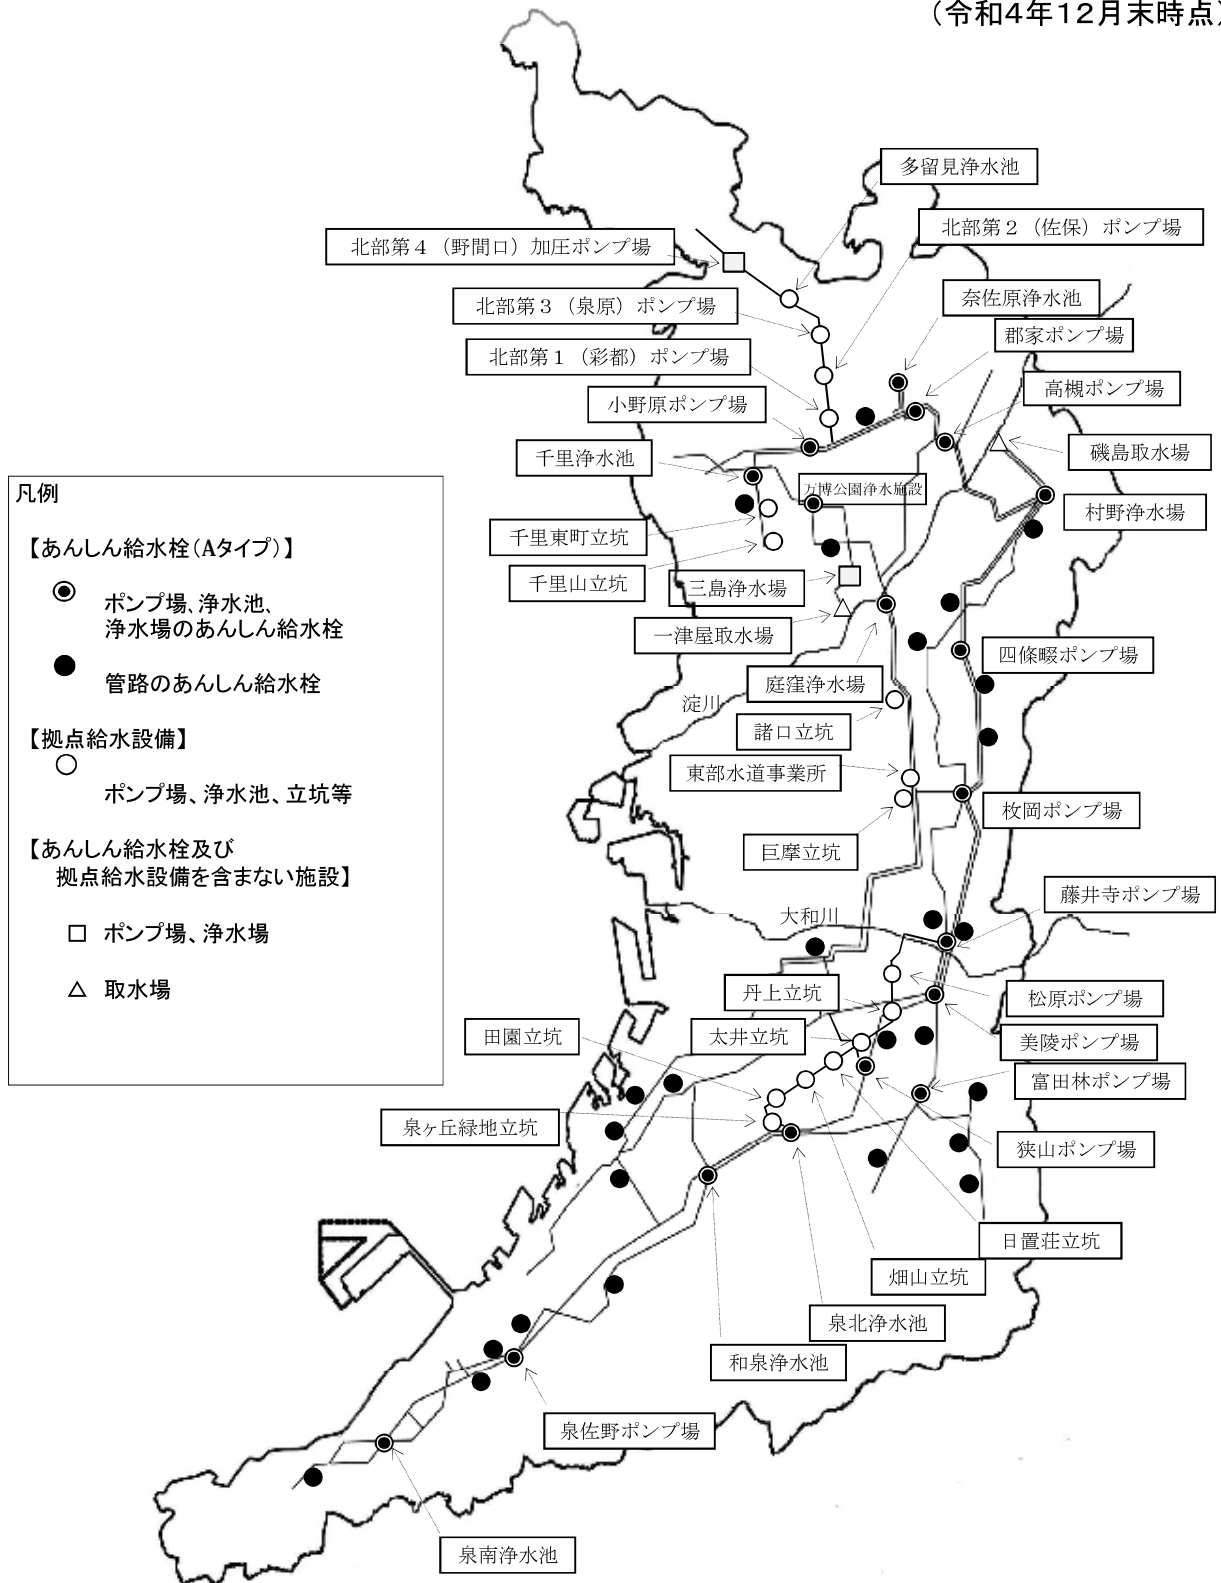 （令和4年12月末時点）
多留見浄水池
北部第２（佐保）ポンプ場
北部第４（野間口）加圧ポンプ場
奈佐原浄水池
北部第３（泉原）ポンプ場
郡家ポンプ場
北部第１（彩都）ポンプ場
高槻ポンプ場
小野原ポンプ場
磯島取水場
千里浄水池
万博公園浄水施設
村野浄水場
千里東町立坑
千里山立坑
三島浄水場
一津屋取水場
四條畷ポンプ場
庭窪浄水場
淀川
諸口立坑
東部水道事業所
枚岡ポンプ場
巨摩立坑
藤井寺ポンプ場
大和川
丹上立坑
松原ポンプ場
田園立坑
太井立坑
美陵ポンプ場
富田林ポンプ場
泉ヶ丘緑地立坑
狭山ポンプ場
日置荘立坑
畑山立坑
泉北浄水池
和泉浄水池
泉佐野ポンプ場
泉南浄水池
凡例
【あんしん給水栓（Aタイプ）】
ポンプ場、浄水池、
浄水場のあんしん給水栓
管路のあんしん給水栓
【拠点給水設備】
ポンプ場、浄水池、立坑等
【あんしん給水栓及び
拠点給水設備を含まない施設】
ポンプ場、浄水場
取水場